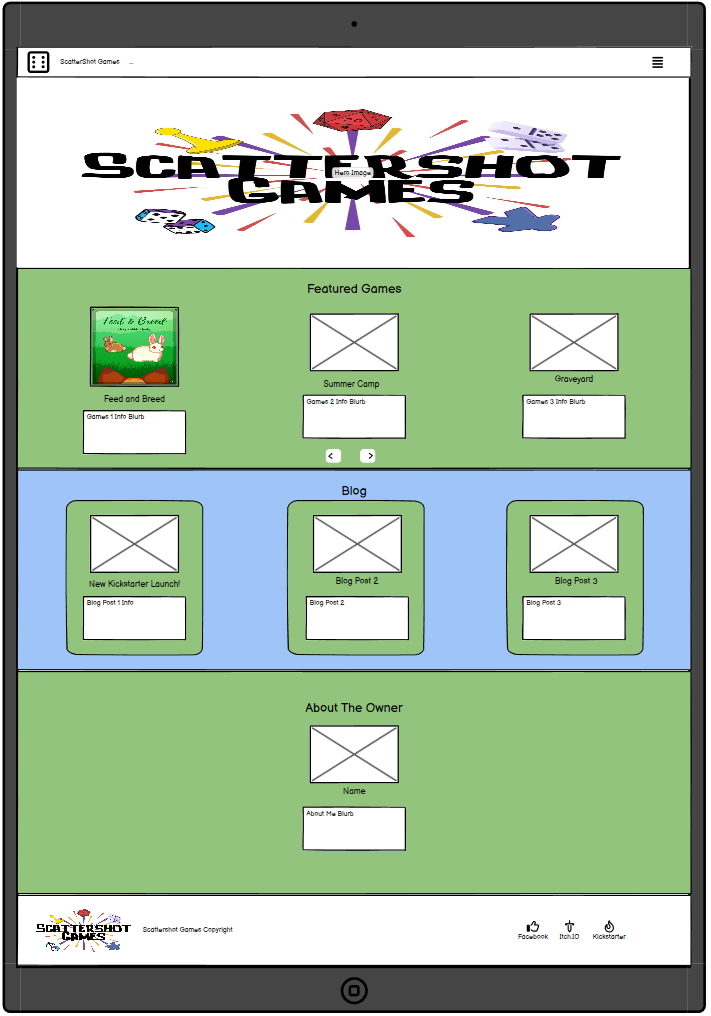 ScatterShot Games
SCATTERSHOT
GAMES
Hero Image
Featured Games
Feed & Breed
Feed and Breed
Summer Camp
Graveyard
Games 1 Info Blurb
Games 2 Info Blurb
Games 3 Info Blurb
Blog
New Kickstarter Launch!
Blog Post 2
Blog Post 3
Blog Post 1 Info
Blog Post 2
Blog Post 3
About The Owner
Name
About Me Blurb
SCATTERSHOT
GAMES
Scattershot Games Copyright
Facebook
Itch.IO
Kickstarter